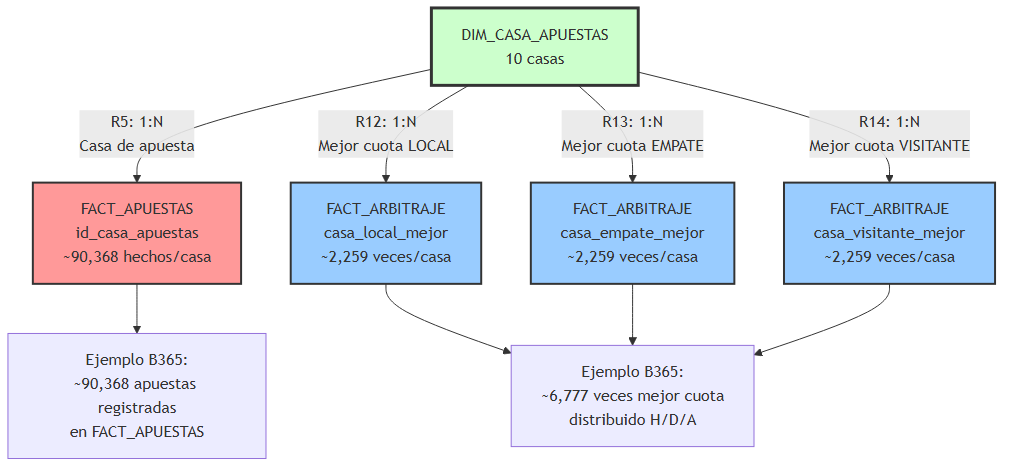 DIM_CASA_APUESTAS
10 casas
R5: 1:N
Casa de apuesta
R12: 1:N
Mejor cuota LOCAL
R13: 1:N
Mejor cuota EMPATE
R14: 1:N
Mejor cuota VISITANTE
FACT_APUESTAS
id_casa_apuestas
~90,368 hechos/casa
FACT_ARBITRAJE
casa_local_mejor
~2,259 veces/casa
FACT_ARBITRAJE
casa_empate_mejor
~2,259 veces/casa
FACT_ARBITRAJE
casa_visitante_mejor
~2,259 veces/casa
Ejemplo B365:
~90,368 apuestas
registradas
en FACT_APUESTAS
Ejemplo B365:
~6,777 veces mejor cuota
distribuido H/D/A